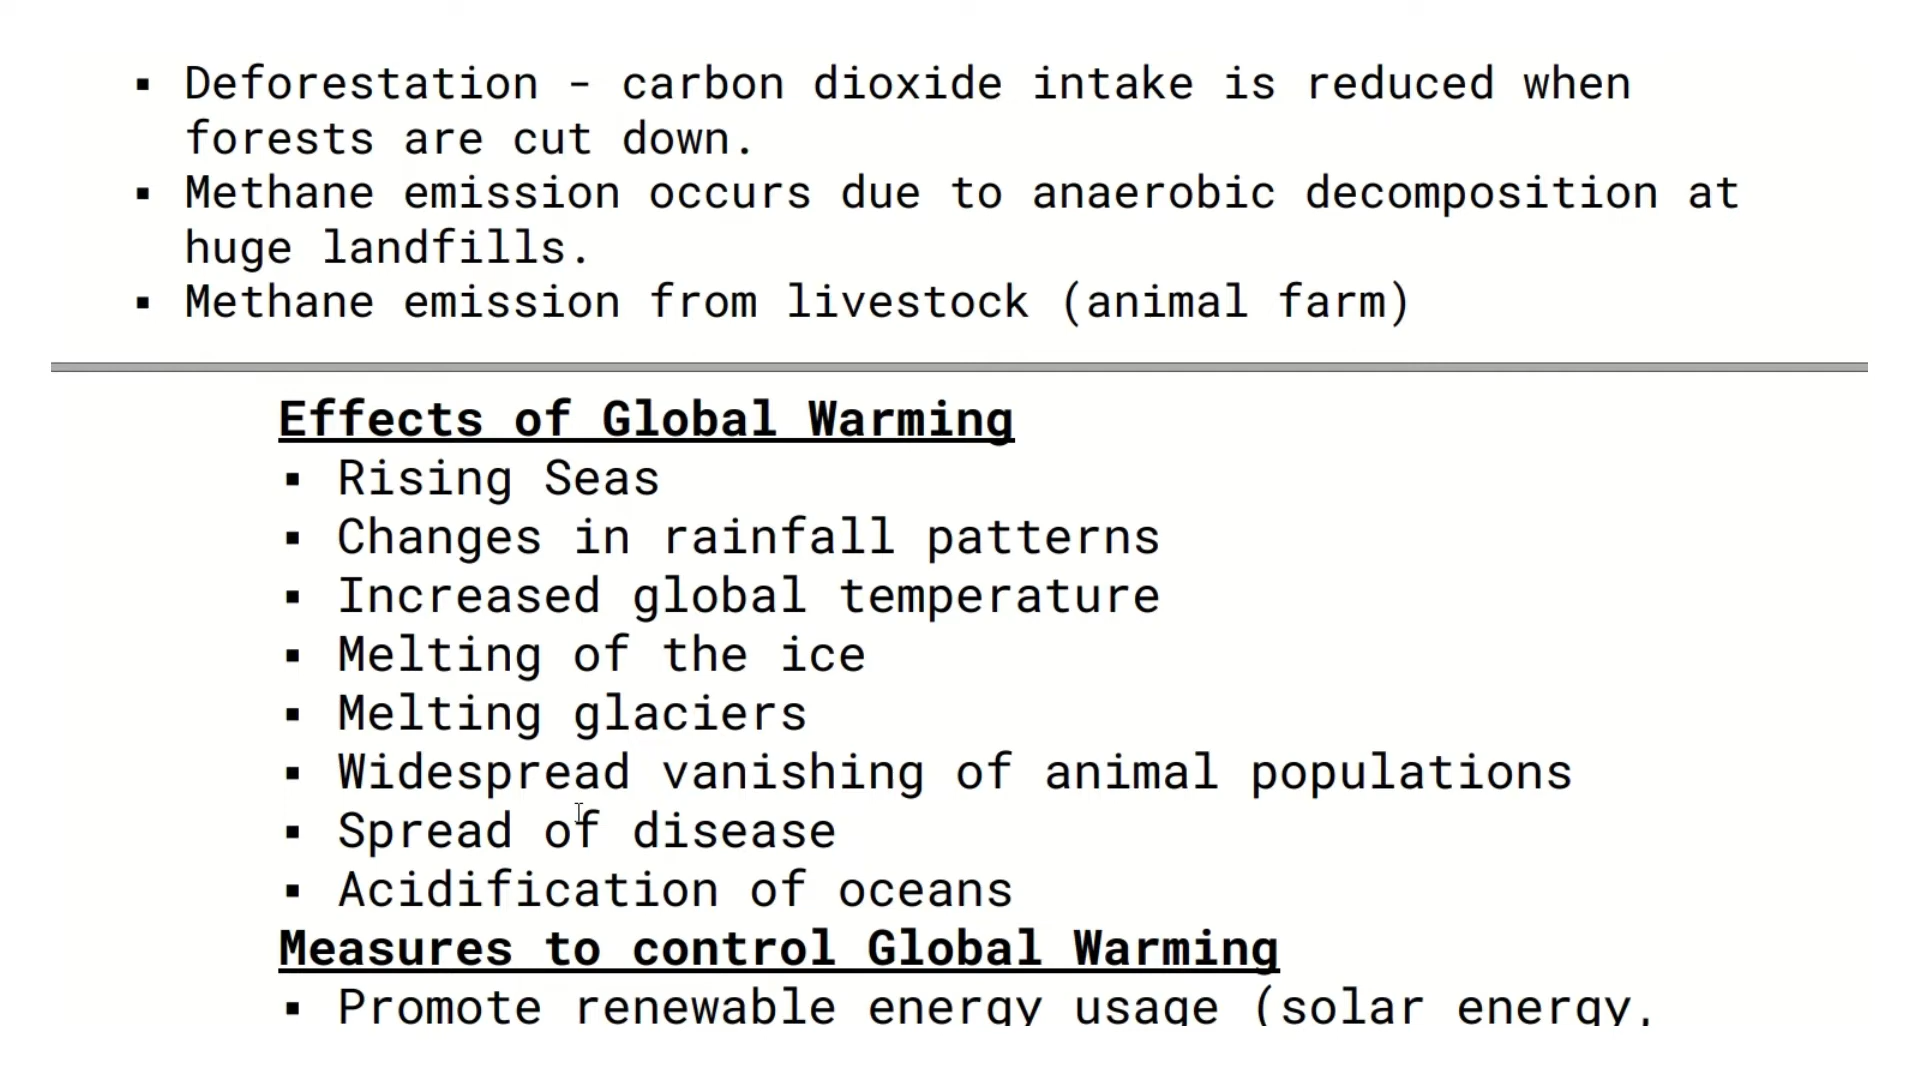 ▪ Deforestation - carbon dioxide intake is reduced when
forests are cut down.
▪ Methane emission occurs due to anaerobic decomposition at
huge landfills.
▪ Methane emission from livestock (animal farm)
Effects of Global Warming
▪ Rising Seas
▪ Changes in rainfall patterns
▪ Increased global temperature
▪ Melting of the ice
▪ Melting glaciers
▪ Widespread vanishing of animal populations
▪ Spread of disease
▪ Acidification of oceans
Measures to control Global Warming
▪ Promote renewable energy usage (solar energy,